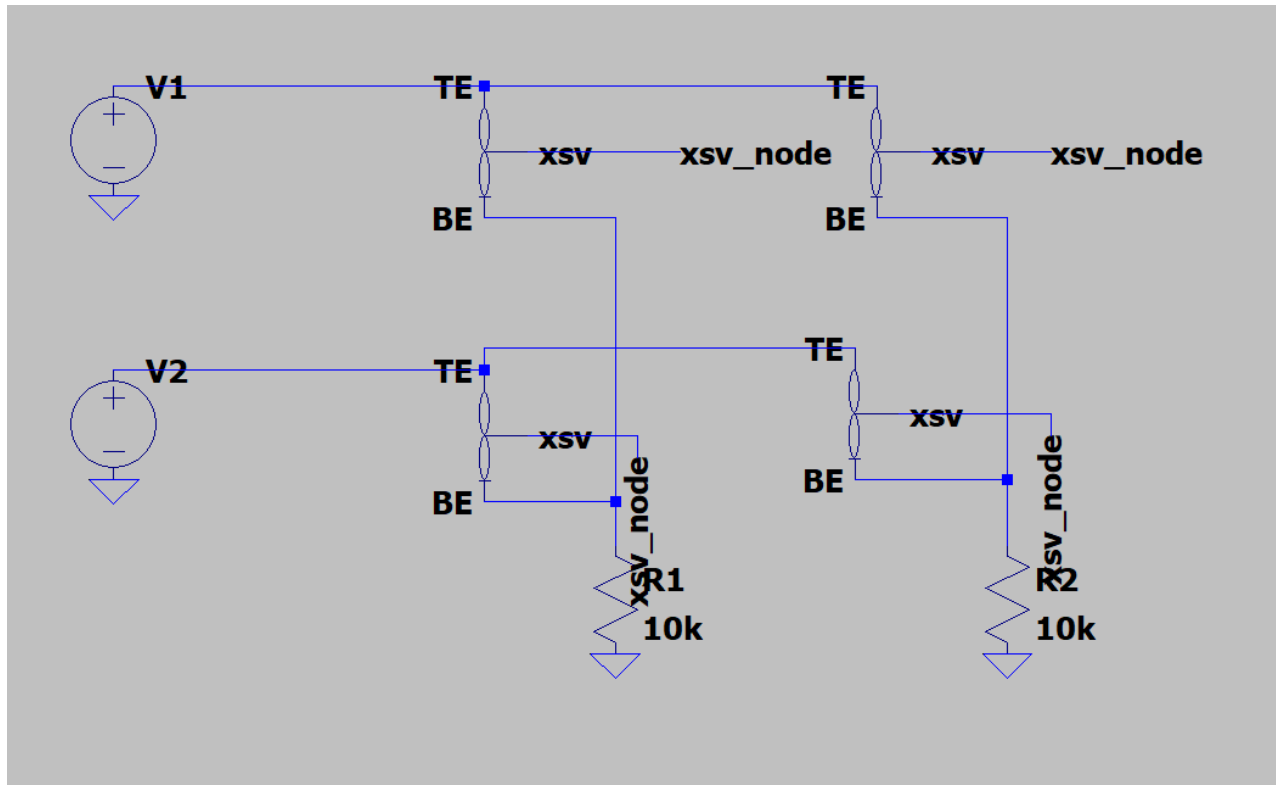 V1
TE
TE
xsv
xsv_node
xsv
xsv_node
BE
BE
V2
TE
TE
xsv
xsv
BE
BE
xsv_node
xsv_node
R1
10k
R2
10k